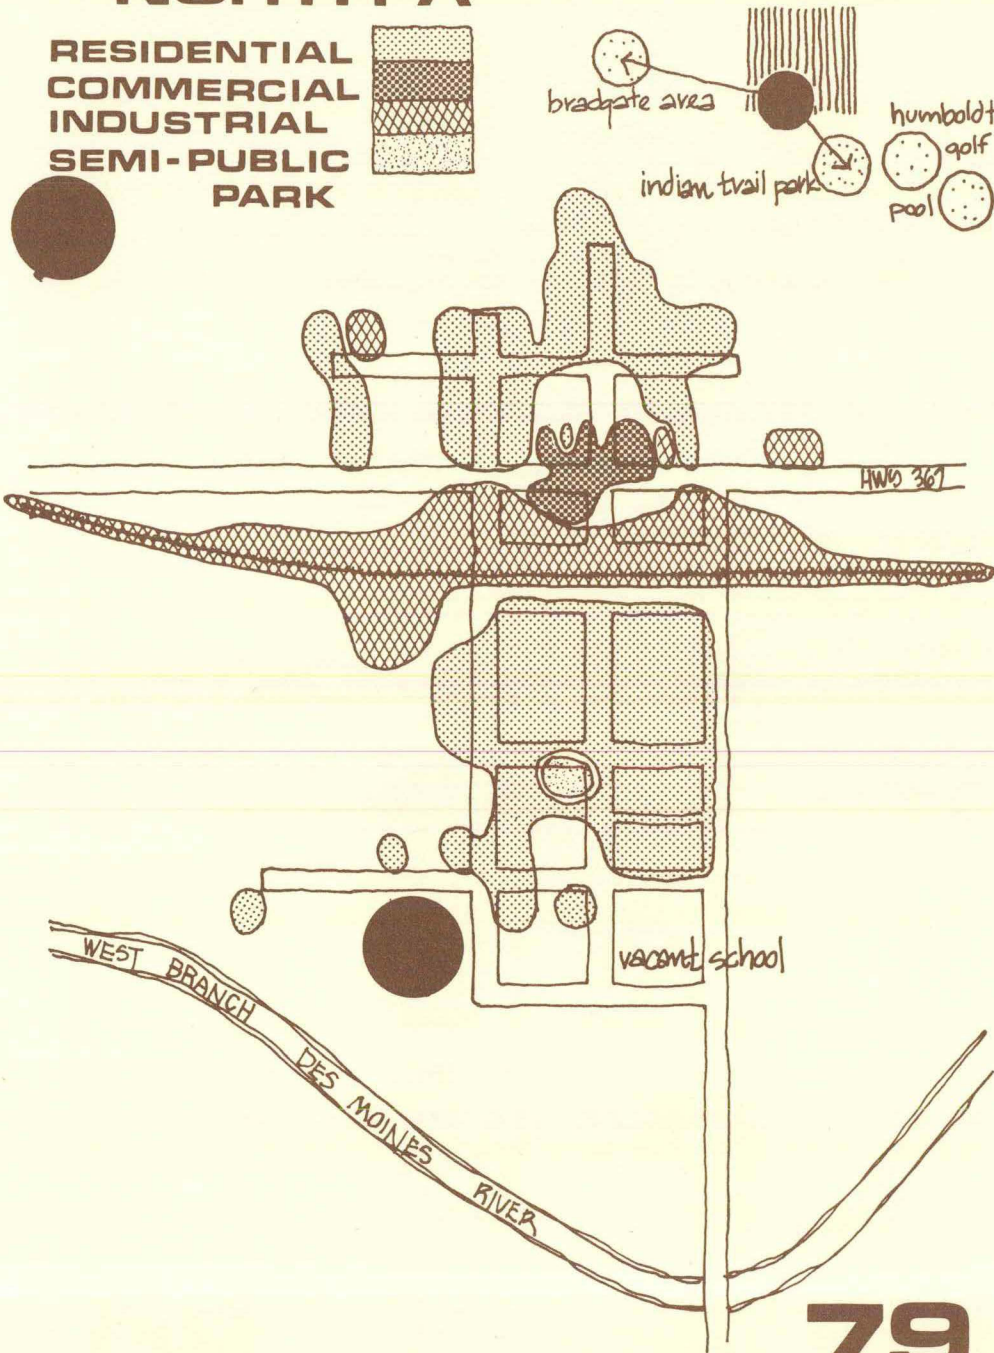 RESIDENTIAL
COMMERCIAL
INDUSTRIAL
SEMI-PUBLIC
PARK
bradgate area
indian trail park
humboldt
golf
pool
HWY 367
vacant school
WEST BRANCH DES MOINES RIVER
79